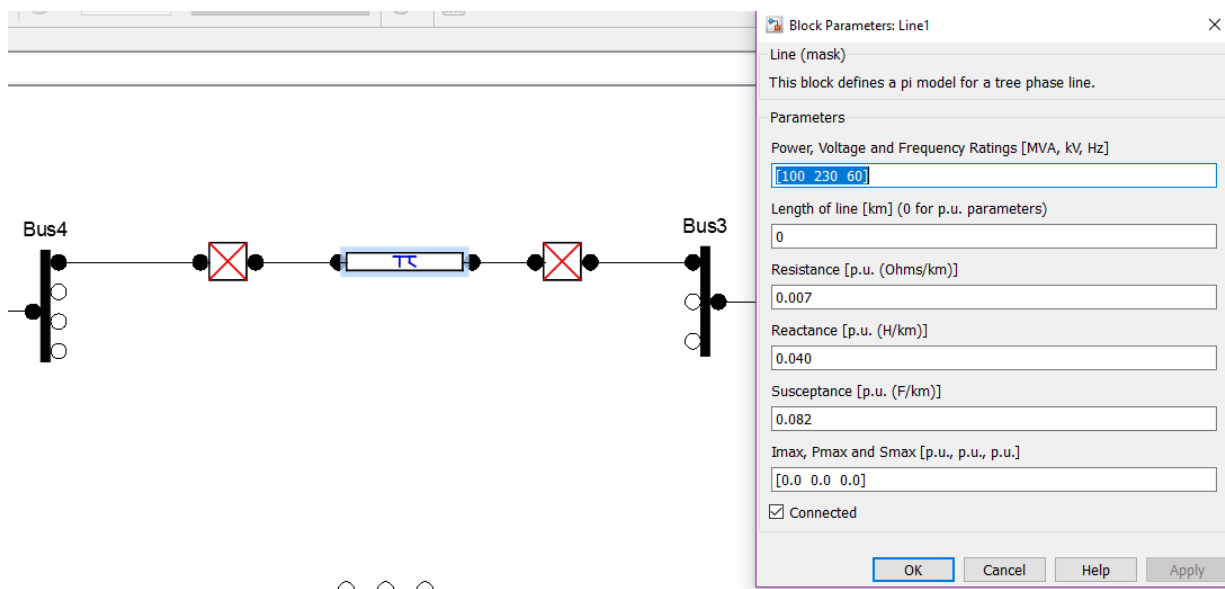 Block Parameters: Line1
Line (mask)
This block defines a pi model for a tree phase line.
Parameters
Power, Voltage and Frequency Ratings [MVA, kV, Hz]
[100 230 60]
Length of line [km] (0 for p.u. parameters)
0
Resistance [p.u. (Ohms/km)]
0.007
Reactance [p.u. (H/km)]
0.040
Susceptance [p.u. (F/km)]
0.082
Imax, Pmax and Smax [p.u., p.u., p.u.]
[0.0 0.0 0.0]
Connected
OK Cancel Help Apply
Bus4
π
Bus3